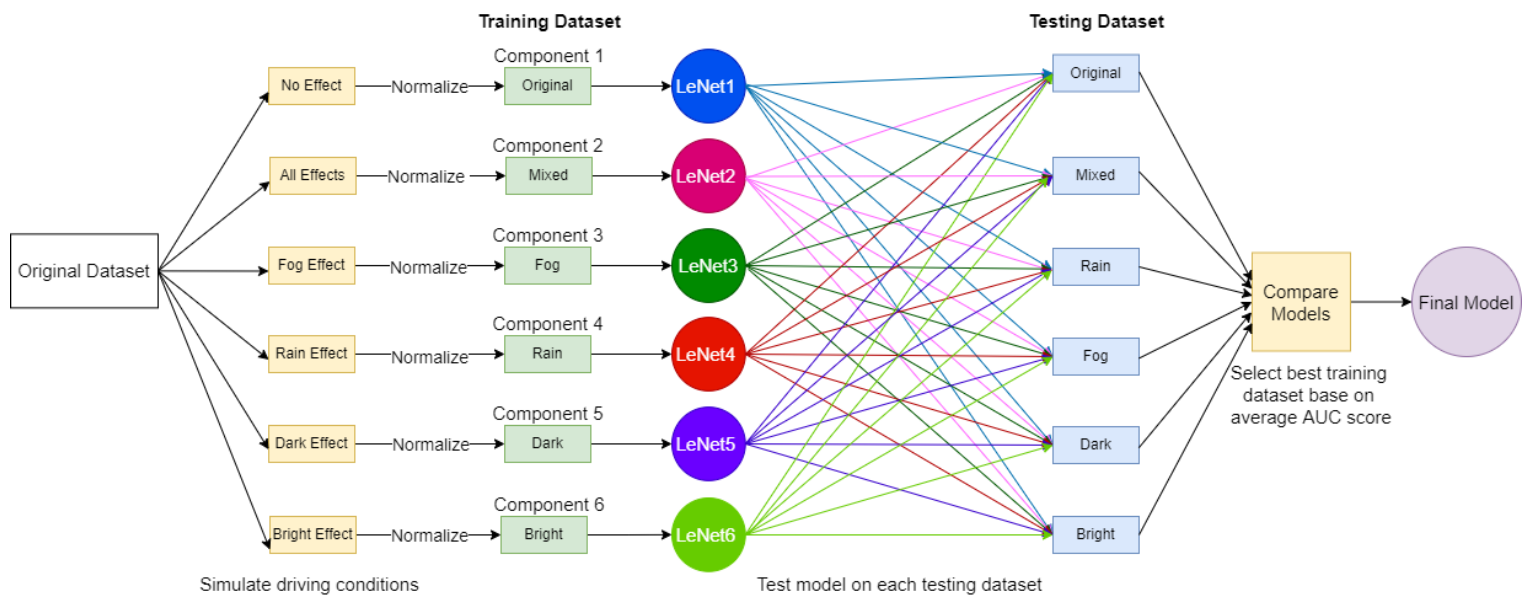 Training Dataset
Testing Dataset
Original Dataset
No Effect
Normalize
Component 1
Original
LeNet1
Original
All Effects
Normalize
Component 2
Mixed
LeNet2
Mixed
Fog Effect
Normalize
Component 3
Fog
LeNet3
Rain
Rain Effect
Normalize
Component 4
Rain
LeNet4
Fog
Dark Effect
Normalize
Component 5
Dark
LeNet5
Dark
Bright Effect
Normalize
Component 6
Bright
LeNet6
Bright
Compare
Models
Select best training
dataset base on
average AUC score
Final Model
Simulate driving conditions
Test model on each testing dataset